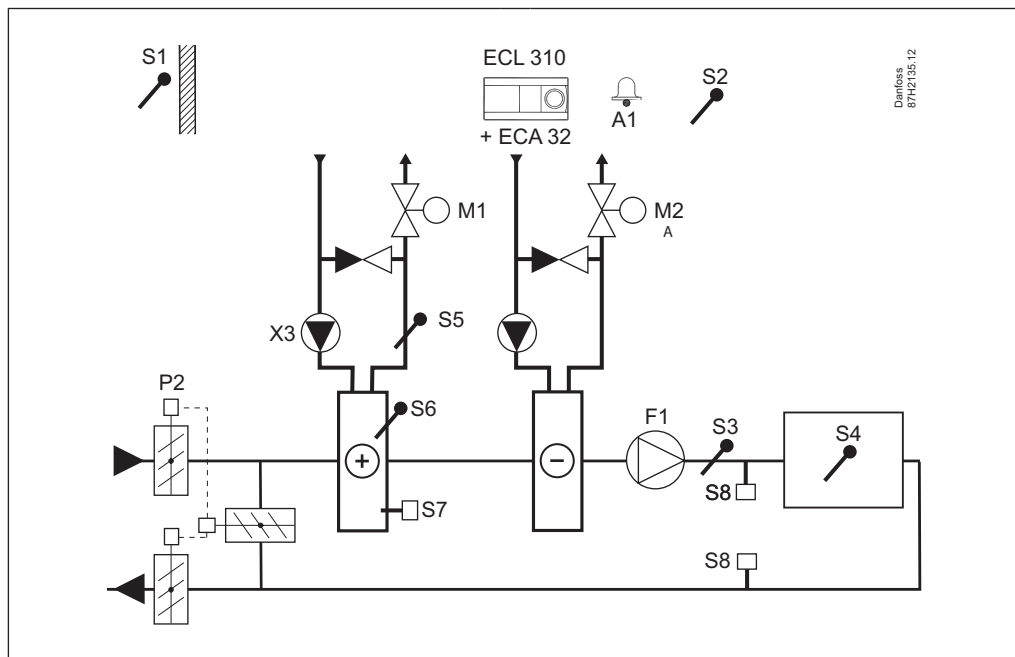 S1
ECL 310
+ ECA 32
A1
S2
Danfoss
87H2135.12
M1
M2
A
X3
S5
P2
S6
+
−
F1
S3
S4
S7
S8
S8